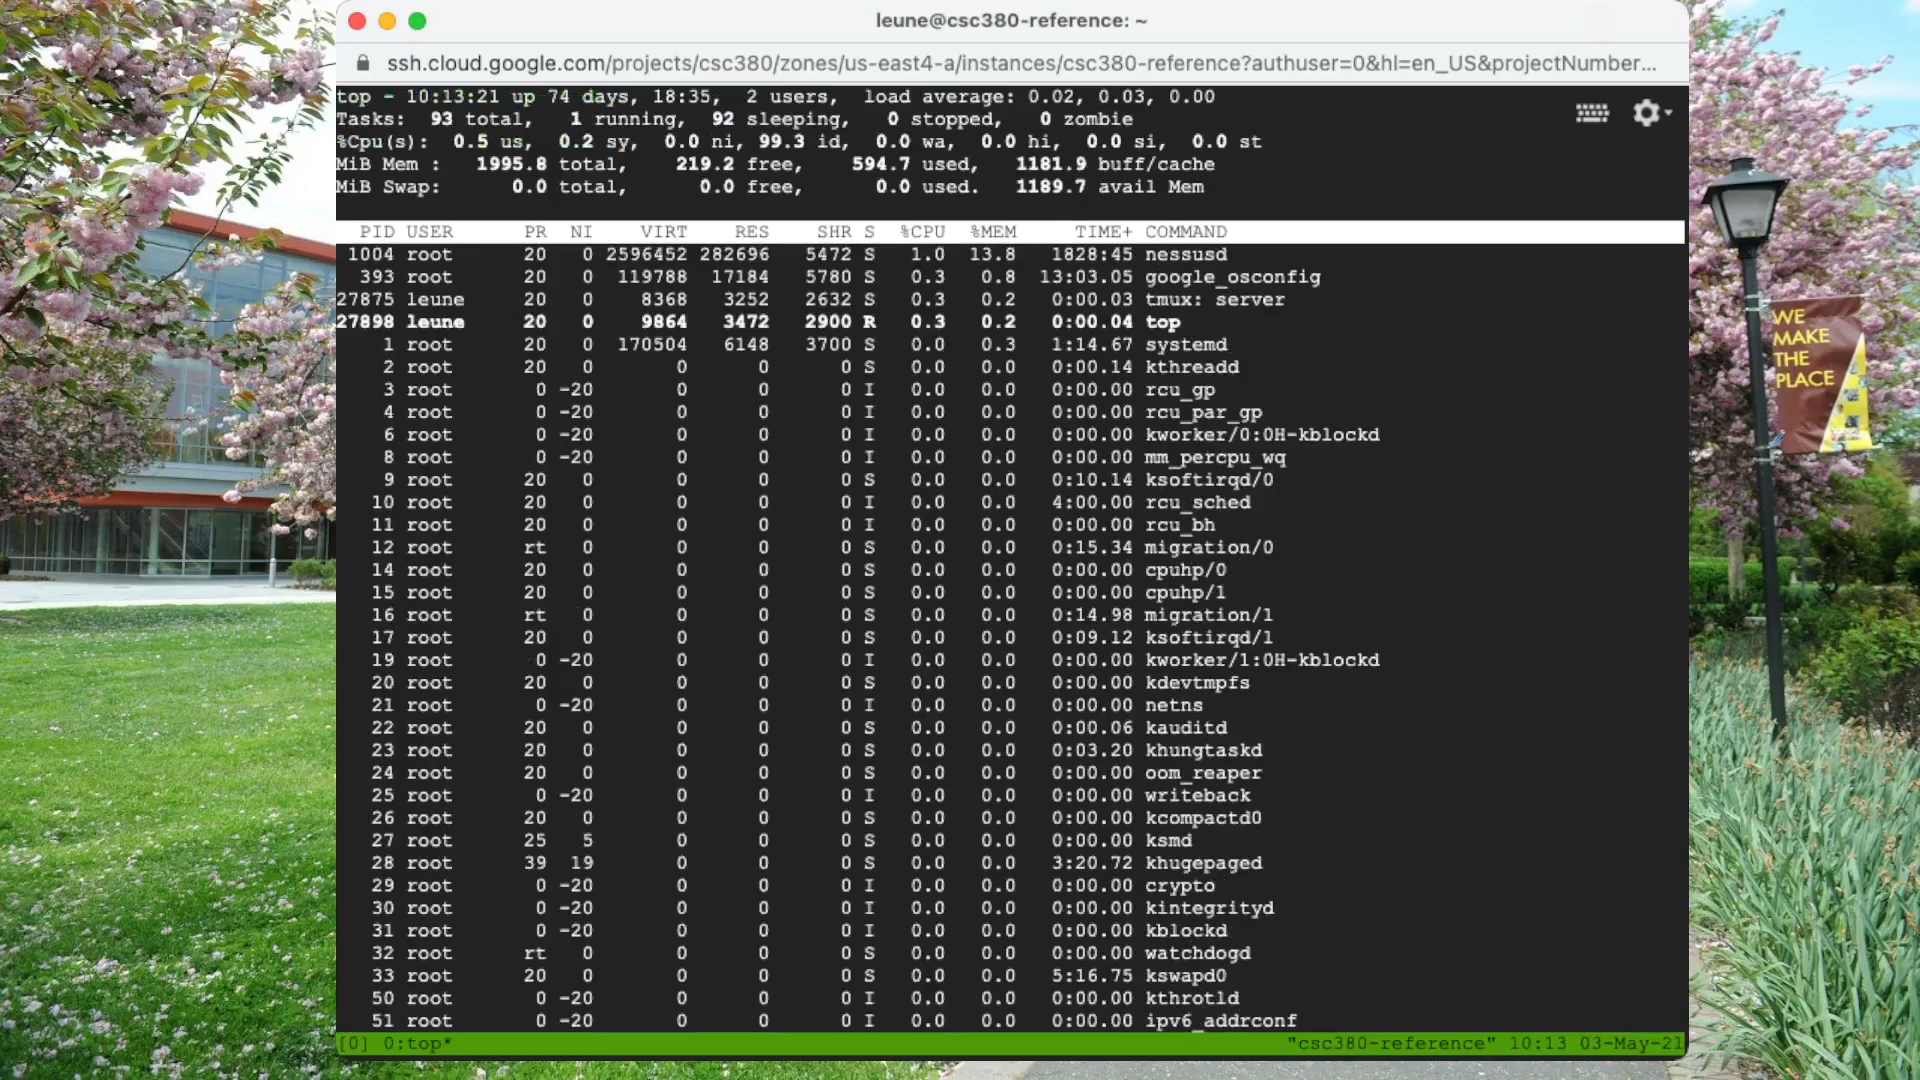 leune@csc380-reference: ~
ssh.cloud.google.com/projects/csc380/zones/us-east4-a/instances/csc380-reference?authuser=0&hl=en_US&projectNumber...
top - 10:13:21 up 74 days, 18:35, 2 users, load average: 0.02, 0.03, 0.00
Tasks: 93 total, 1 running, 92 sleeping, 0 stopped, 0 zombie
%Cpu(s): 0.5 us, 0.2 sy, 0.0 ni, 99.3 id, 0.0 wa, 0.0 hi, 0.0 si, 0.0 st
MiB Mem : 1995.8 total, 219.2 free, 594.7 used, 1181.9 buff/cache
MiB Swap: 0.0 total, 0.0 free, 0.0 used. 1189.7 avail Mem
PID USER PR NI VIRT RES SHR S %CPU %MEM TIME+ COMMAND
1004 root 20 0 2596452 282696 5472 S 1.0 13.8 1828:45 nessusd
393 root 20 0 119788 17184 5780 S 0.3 0.8 13:03.05 google_osconfig
27875 leune 20 0 8368 3252 2632 S 0.3 0.2 0:00.03 tmux: server
27898 leune 20 0 9864 3472 2900 R 0.3 0.2 0:00.04 top
1 root 20 0 170504 6148 3700 S 0.0 0.3 1:14.67 systemd
2 root 20 0 0 0 0 S 0.0 0.0 0:00.14 kthreadd
3 root 0 -20 0 0 0 I 0.0 0.0 0:00.00 rcu_gp
4 root 0 -20 0 0 0 I 0.0 0.0 0:00.00 rcu_par_gp
6 root 0 -20 0 0 0 I 0.0 0.0 0:00.00 kworker/0:0H-kblockd
8 root 0 -20 0 0 0 I 0.0 0.0 0:00.00 mm_percpu_wq
9 root 20 0 0 0 0 S 0.0 0.0 0:10.14 ksoftirqd/0
10 root 20 0 0 0 0 I 0.0 0.0 4:00.00 rcu_sched
11 root 20 0 0 0 0 I 0.0 0.0 0:00.00 rcu_bh
12 root rt 0 0 0 0 S 0.0 0.0 0:15.34 migration/0
14 root 20 0 0 0 0 S 0.0 0.0 0:00.00 cpuhp/0
15 root 20 0 0 0 0 S 0.0 0.0 0:00.00 cpuhp/1
16 root rt 0 0 0 0 S 0.0 0.0 0:14.98 migration/1
17 root 20 0 0 0 0 S 0.0 0.0 0:09.12 ksoftirqd/1
19 root 0 -20 0 0 0 I 0.0 0.0 0:00.00 kworker/1:0H-kblockd
20 root 20 0 0 0 0 S 0.0 0.0 0:00.00 kdevtmpfs
21 root 0 -20 0 0 0 I 0.0 0.0 0:00.00 netns
22 root 20 0 0 0 0 S 0.0 0.0 0:00.06 kauditd
23 root 20 0 0 0 0 S 0.0 0.0 0:03.20 khungtaskd
24 root 20 0 0 0 0 S 0.0 0.0 0:00.00 oom_reaper
25 root 0 -20 0 0 0 I 0.0 0.0 0:00.00 writeback
26 root 20 0 0 0 0 S 0.0 0.0 0:00.00 kcompactd0
27 root 25 5 0 0 0 S 0.0 0.0 0:00.00 ksmd
28 root 39 19 0 0 0 S 0.0 0.0 3:20.72 khugepaged
29 root 0 -20 0 0 0 I 0.0 0.0 0:00.00 crypto
30 root 0 -20 0 0 0 I 0.0 0.0 0:00.00 kintegrityd
31 root 0 -20 0 0 0 I 0.0 0.0 0:00.00 kblockd
32 root rt 0 0 0 0 S 0.0 0.0 0:00.00 watchdogd
33 root 20 0 0 0 0 S 0.0 0.0 5:16.75 kswapd0
50 root 0 -20 0 0 0 I 0.0 0.0 0:00.00 kthrotld
51 root 0 -20 0 0 0 I 0.0 0.0 0:00.00 ipv6_addrconf
[0] 0:top* "csc380-reference" 10:13 03-May-21
WE
MAKE
THE
PLACE